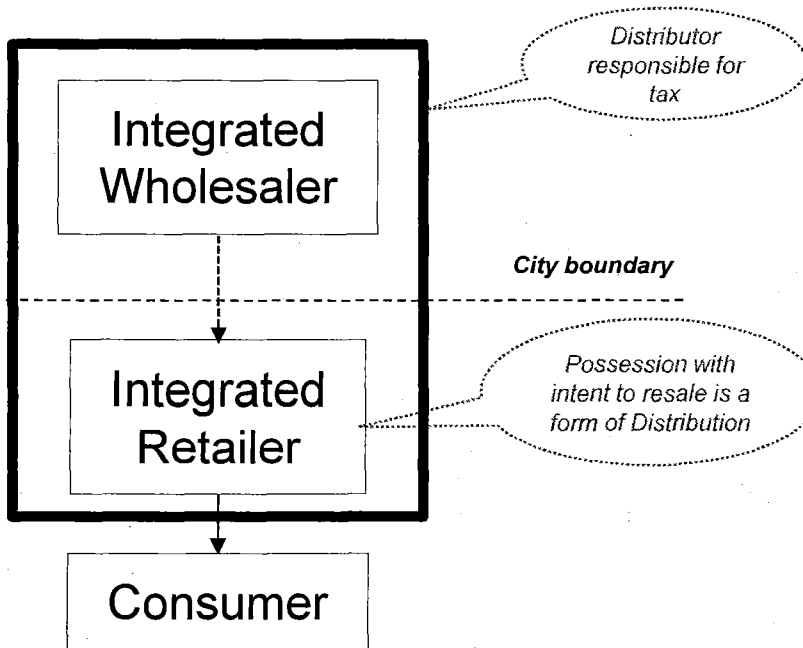 Distributor
responsible for
tax
Integrated
Wholesaler
City boundary
Integrated
Retailer
Possession with
intent to resale is a
form of Distribution
Consumer